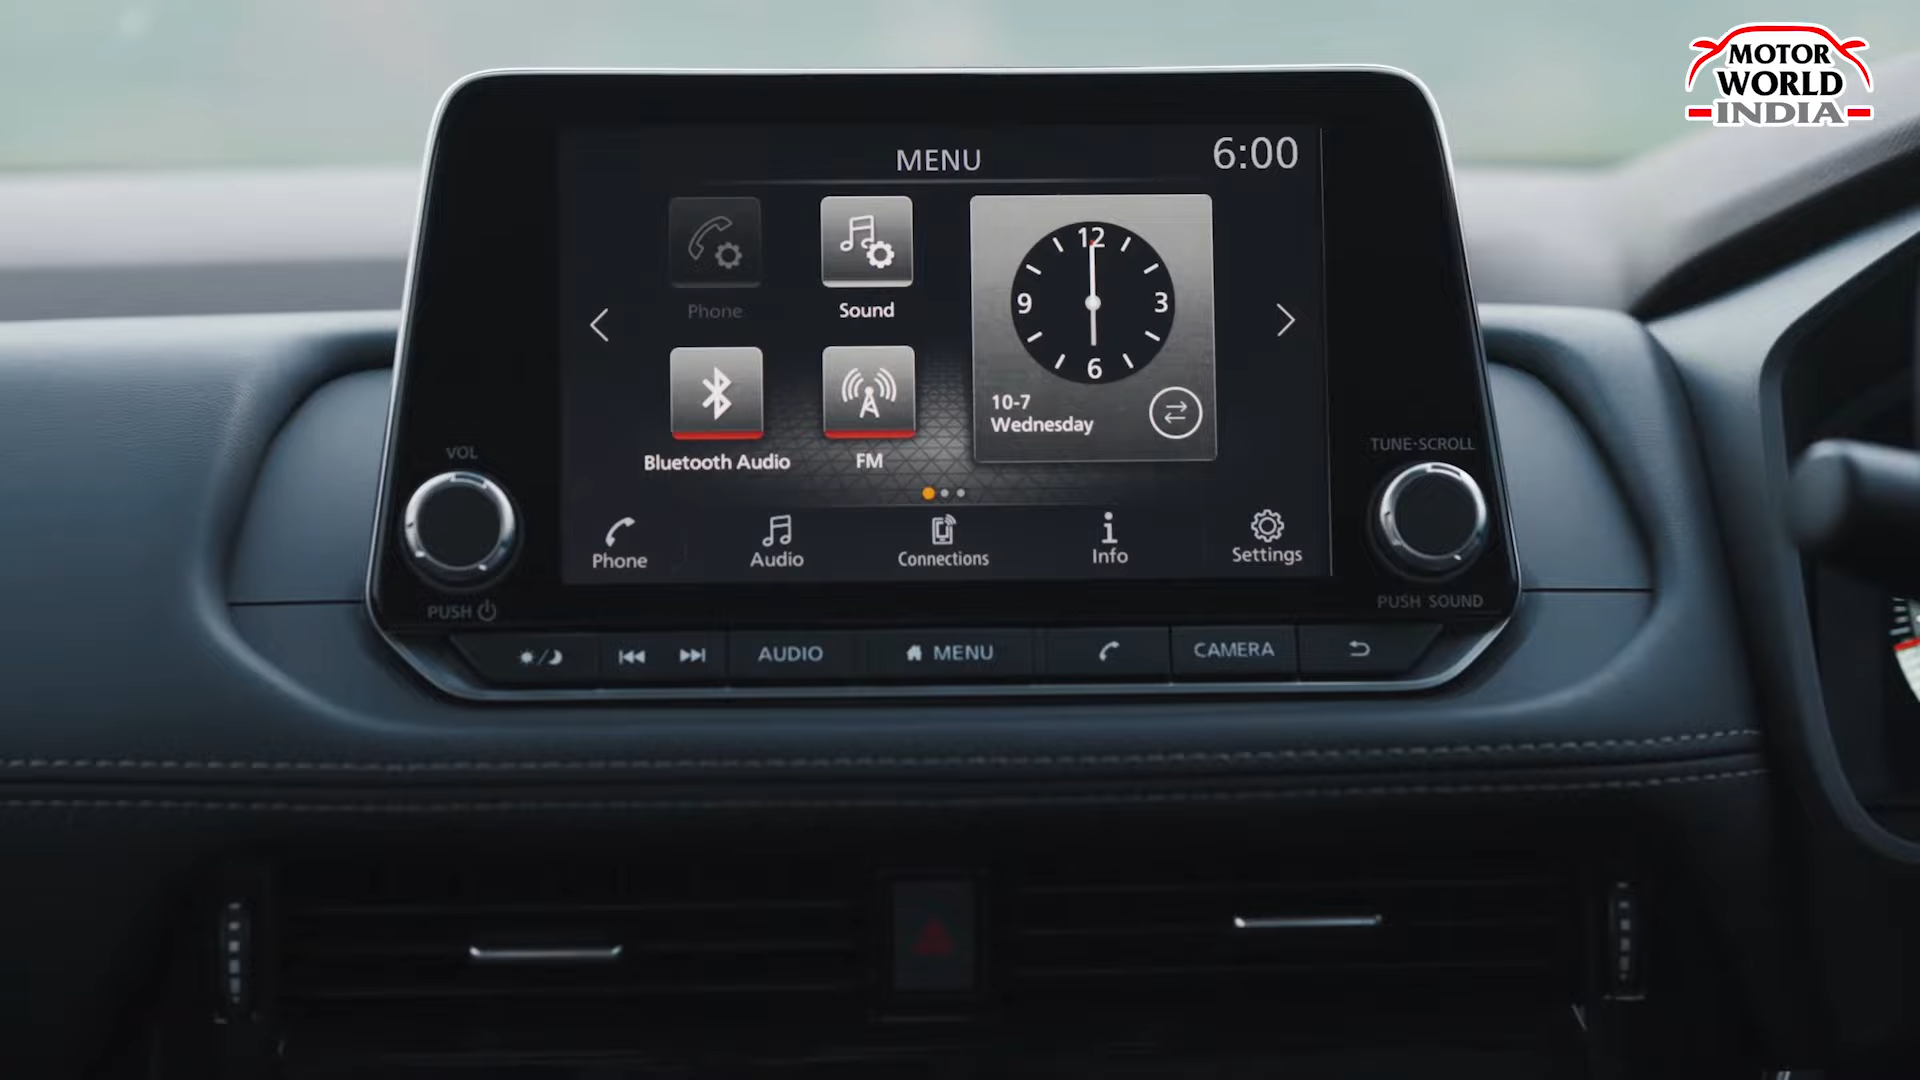 MOTOR
WORLD
INDIA
MENU
6:00
Phone
Sound
12
9
3
6
10-7
Wednesday
Bluetooth Audio
FM
VOL
TUNE·SCROLL
Phone
Audio
Connections
Info
Settings
PUSH
PUSH SOUND
AUDIO
MENU
CAMERA